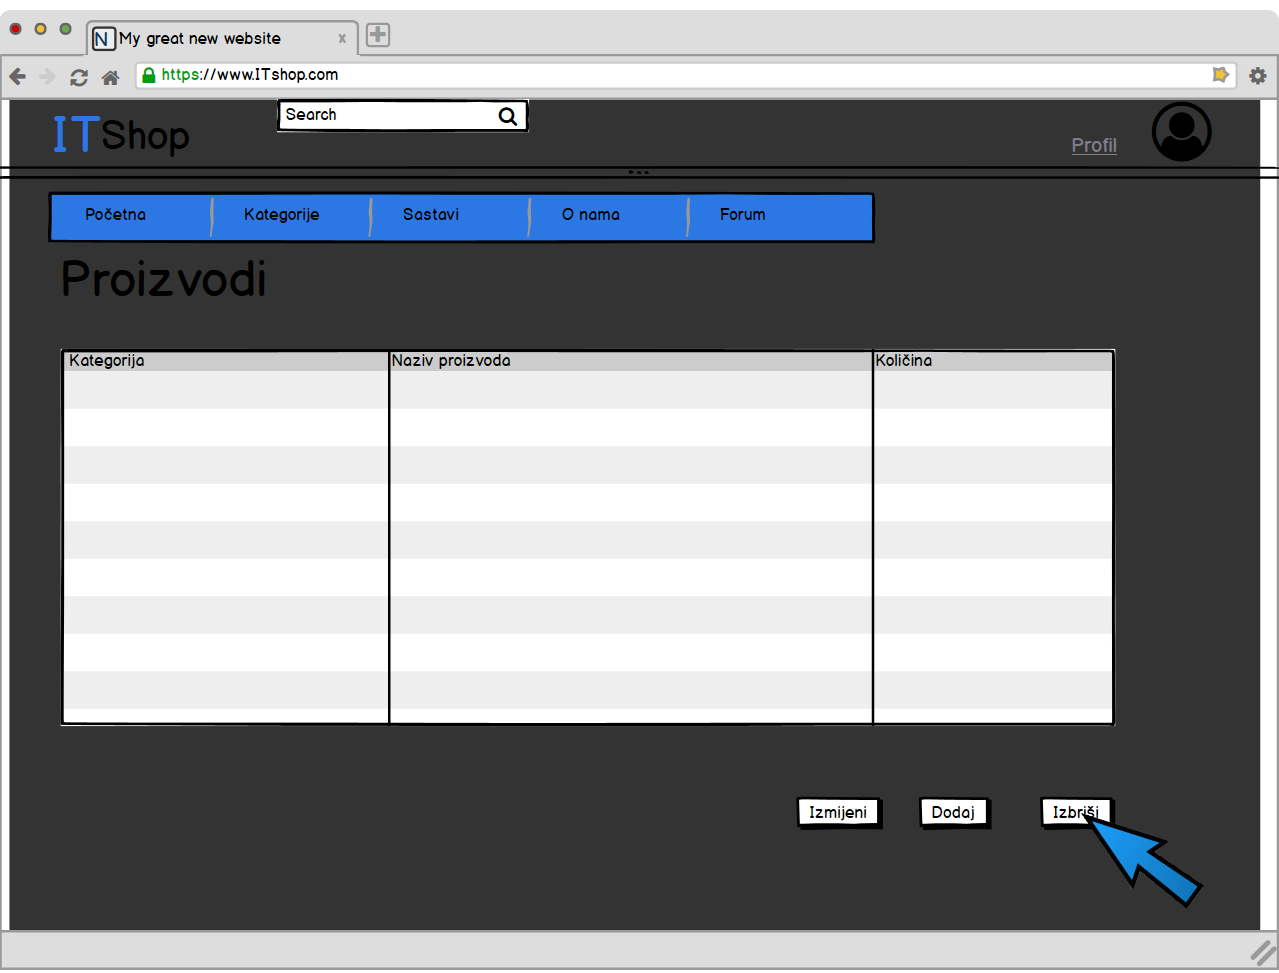 N My great new website x
https://www.ITshop.com
Search
ITShop
Profil
Početna Kategorije Sastavi O nama Forum
Proizvodi
Kategorija Naziv proizvoda Količina
Izmijeni Dodaj Izbriši